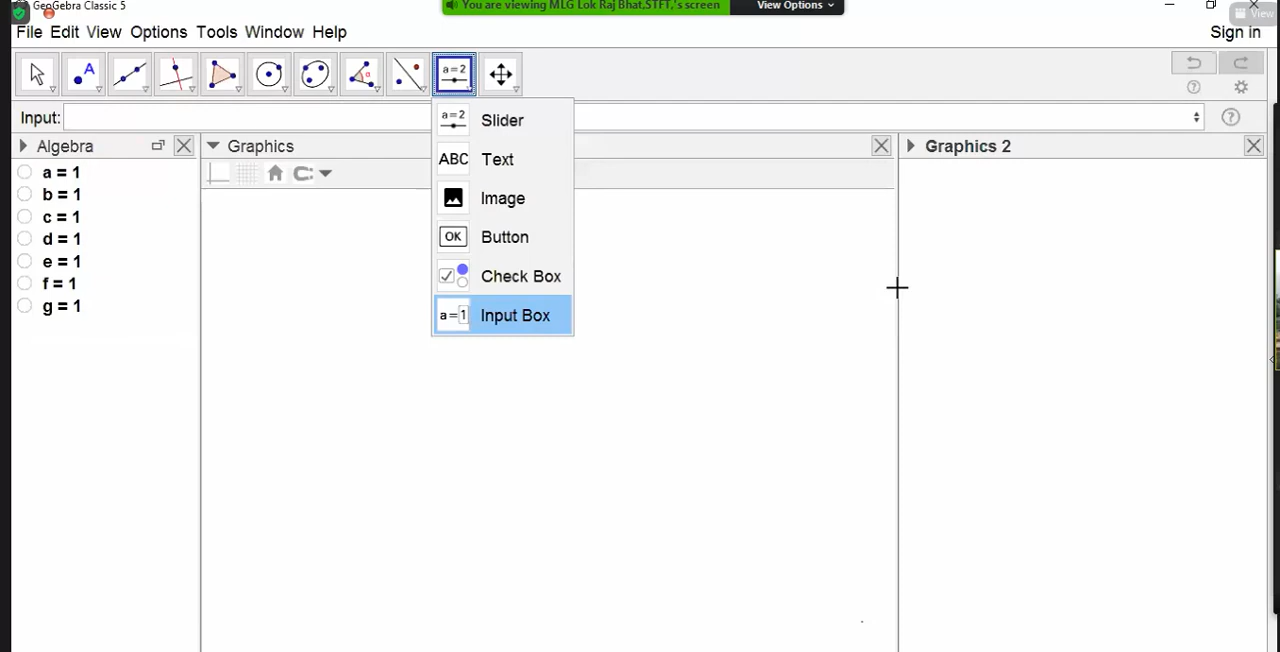 GeoGebra Classic 5
You are viewing MLG Lok Raj Bhat,STFT,'s screen
View Options
View
File Edit View Options Tools Window Help
Sign in
A
a=2
Input:
Algebra
Graphics
Graphics 2
a = 1
b = 1
c = 1
d = 1
e = 1
f = 1
g = 1
a=2 Slider
ABC Text
Image
OK Button
Check Box
a=1 Input Box